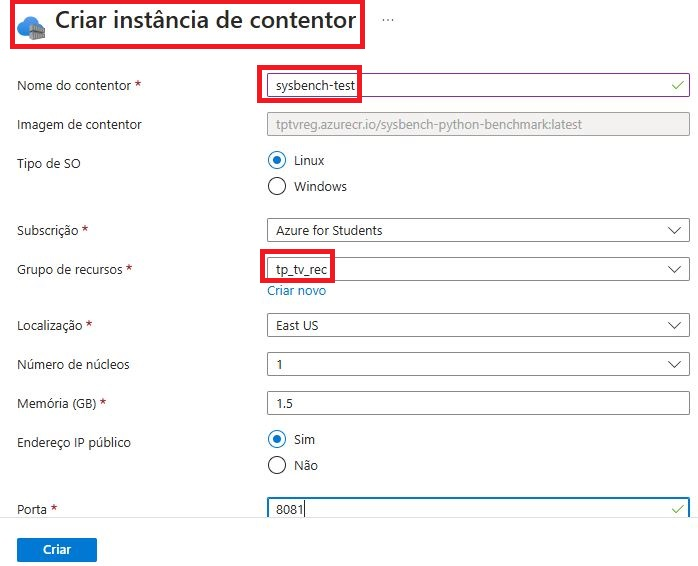 Criar instância de contentor ...
Nome do contentor *
sysbench-test
Imagem de contentor
tptvreg.azurecr.io/sysbench-python-benchmark:latest
Tipo de SO
Linux
Windows
Subscrição *
Azure for Students
Grupo de recursos *
tp_tv_rec
Criar novo
Localização *
East US
Número de núcleos
1
Memória (GB) *
1.5
Endereço IP público
Sim
Não
Porta *
8081
Criar